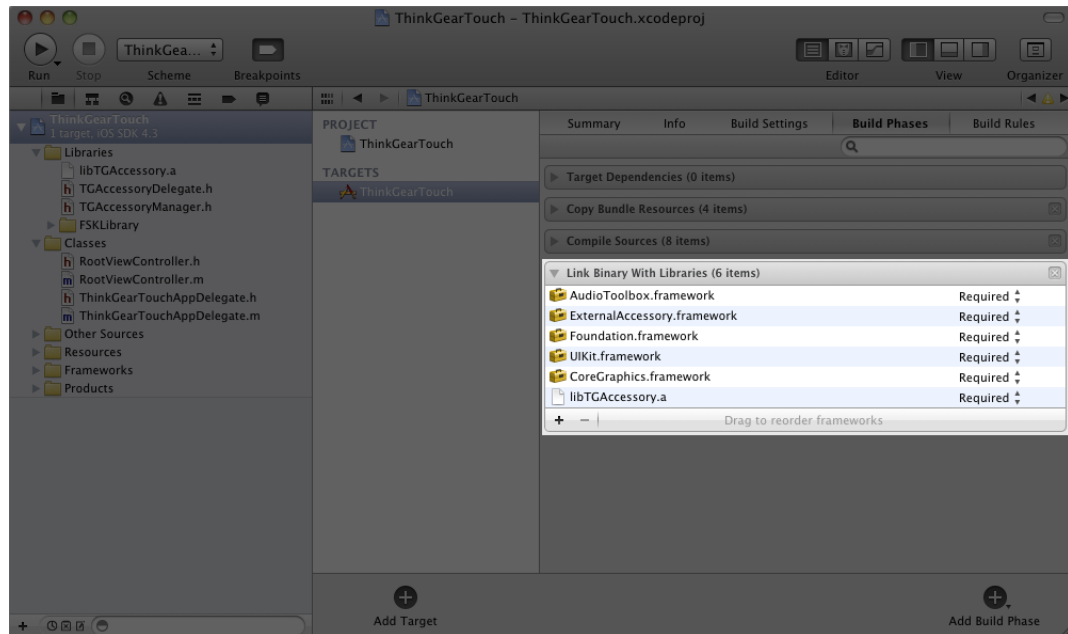 ThinkGearTouch – ThinkGearTouch.xcodeproj
ThinkGea...
Run Stop Scheme Breakpoints Editor View Organizer
ThinkGearTouch
ThinkGearTouch
1 target, iOS SDK 4.3
Libraries
libTGAccessory.a
TGAccessoryDelegate.h
TGAccessoryManager.h
FSKLibrary
Classes
RootViewController.h
RootViewController.m
ThinkGearTouchAppDelegate.h
ThinkGearTouchAppDelegate.m
Other Sources
Resources
Frameworks
Products
PROJECT
ThinkGearTouch
TARGETS
ThinkGearTouch
Summary Info Build Settings Build Phases Build Rules
Target Dependencies (0 items)
Copy Bundle Resources (4 items)
Compile Sources (8 items)
Link Binary With Libraries (6 items)
AudioToolbox.framework Required
ExternalAccessory.framework Required
Foundation.framework Required
UIKit.framework Required
CoreGraphics.framework Required
libTGAccessory.a Required
+ − Drag to reorder frameworks
Add Target Add Build Phase